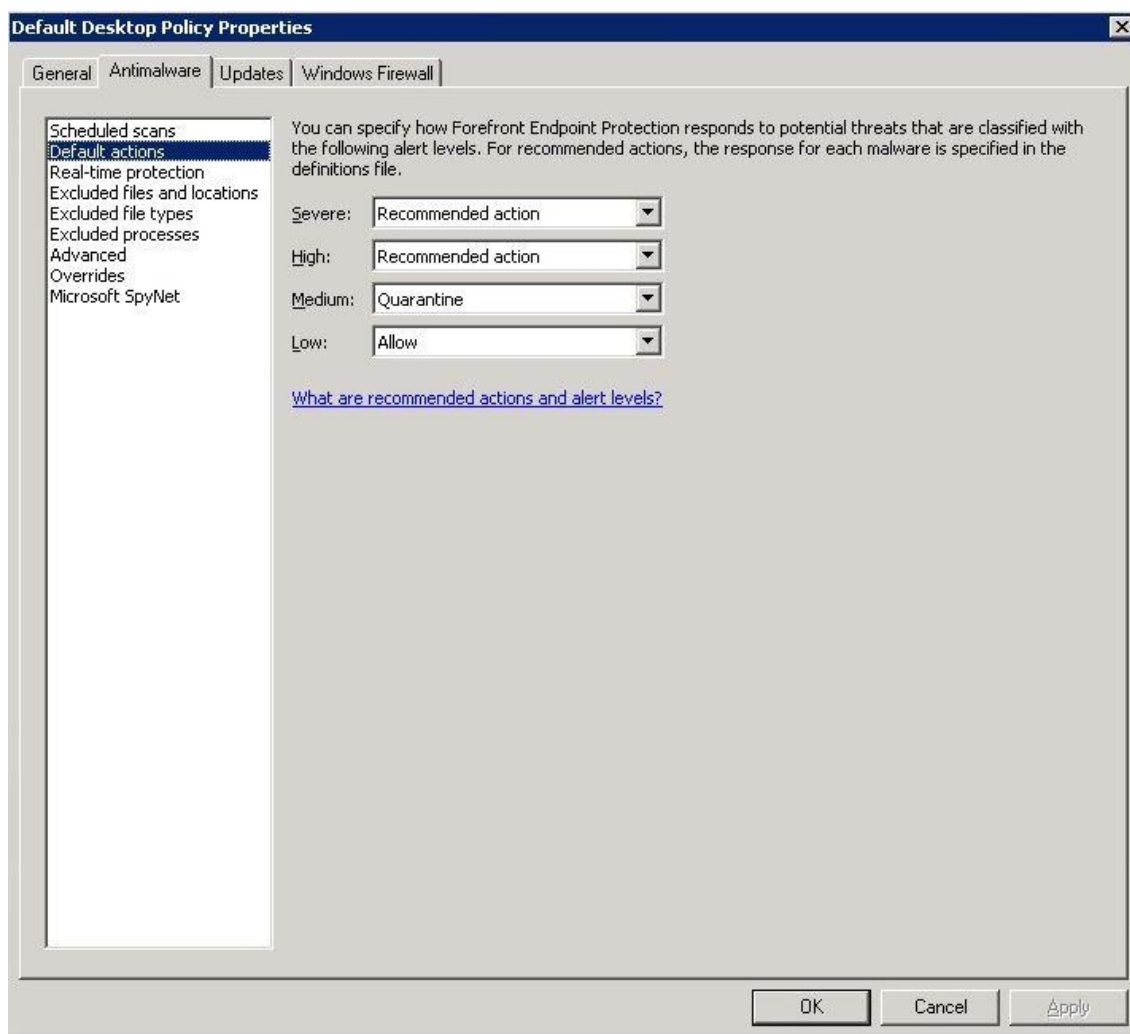 Default Desktop Policy Properties
General Antimalware Updates Windows Firewall
Scheduled scans
Default actions
Real-time protection
Excluded files and locations
Excluded file types
Excluded processes
Advanced
Overrides
Microsoft SpyNet
You can specify how Forefront Endpoint Protection responds to potential threats that are classified with
the following alert levels. For recommended actions, the response for each malware is specified in the
definitions file.
Severe: Recommended action
High: Recommended action
Medium: Quarantine
Low: Allow
What are recommended actions and alert levels?
OK Cancel Apply